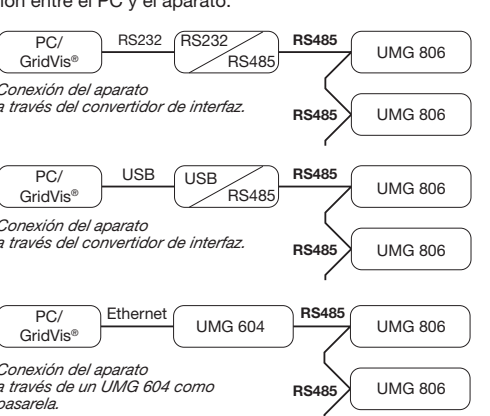 entre el PC y el aparato.
PC/
GridVis®
RS232
RS232
RS485
RS485
UMG 806
Conexión del aparato
a través del convertidor de interfaz.
RS485
UMG 806
PC/
GridVis®
USB
USB
RS485
RS485
UMG 806
Conexión del aparato
a través del convertidor de interfaz.
RS485
UMG 806
PC/
GridVis®
Ethernet
UMG 604
RS485
UMG 806
Conexión del aparato
a través de un UMG 604 como
pasarela.
RS485
UMG 806